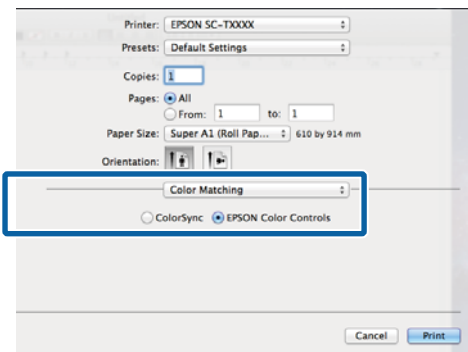 Printer: EPSON SC-TXXXX
Presets: Default Settings
Copies: 1
Pages: All
From: 1 to: 1
Paper Size: Super A1 (Roll Pap... 610 by 914 mm
Orientation:
Color Matching
ColorSync EPSON Color Controls
Cancel Print